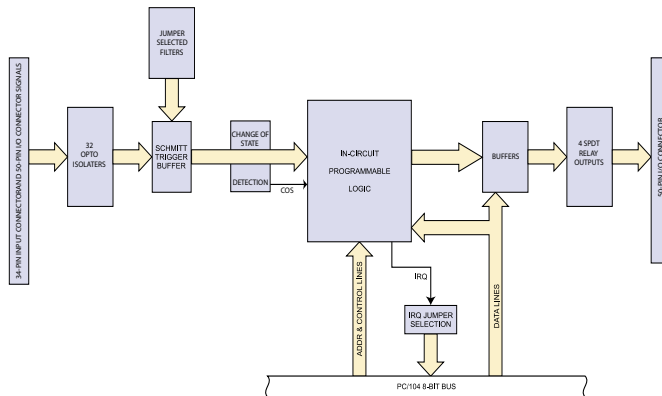 JUMPER
SELECTED
FILTERS
34-PIN INPUT CONNECTORAND 50-PIN I/O CONNECTOR SIGNALS
32
OPTO
ISOLATERS
SCHMITT
TRIGGER
BUFFER
CHANGE OF
STATE
DETECTION
COS
IN-CIRCUIT
PROGRAMMABLE
LOGIC
BUFFERS
4 SPDT
RELAY
OUTPUTS
50-PIN I/O CONNECTOR
ADDR & CONTROL LINES
IRQ
IRQ JUMPER
SELECTION
DATA LINES
PC/104 8-BIT BUS